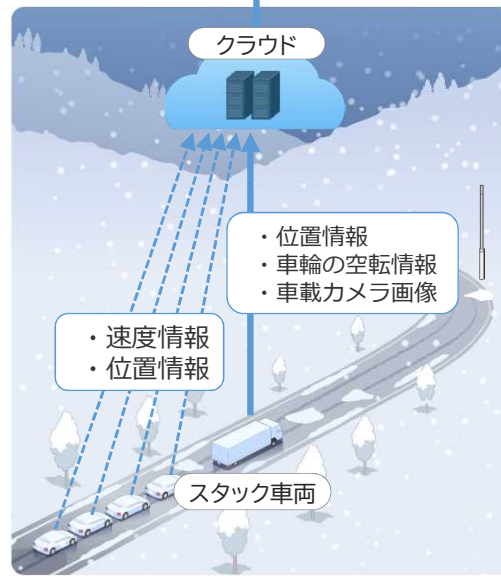 クラウド
・位置情報
・車輪の空転情報
・車載カメラ画像
・速度情報
・位置情報
スタック車両